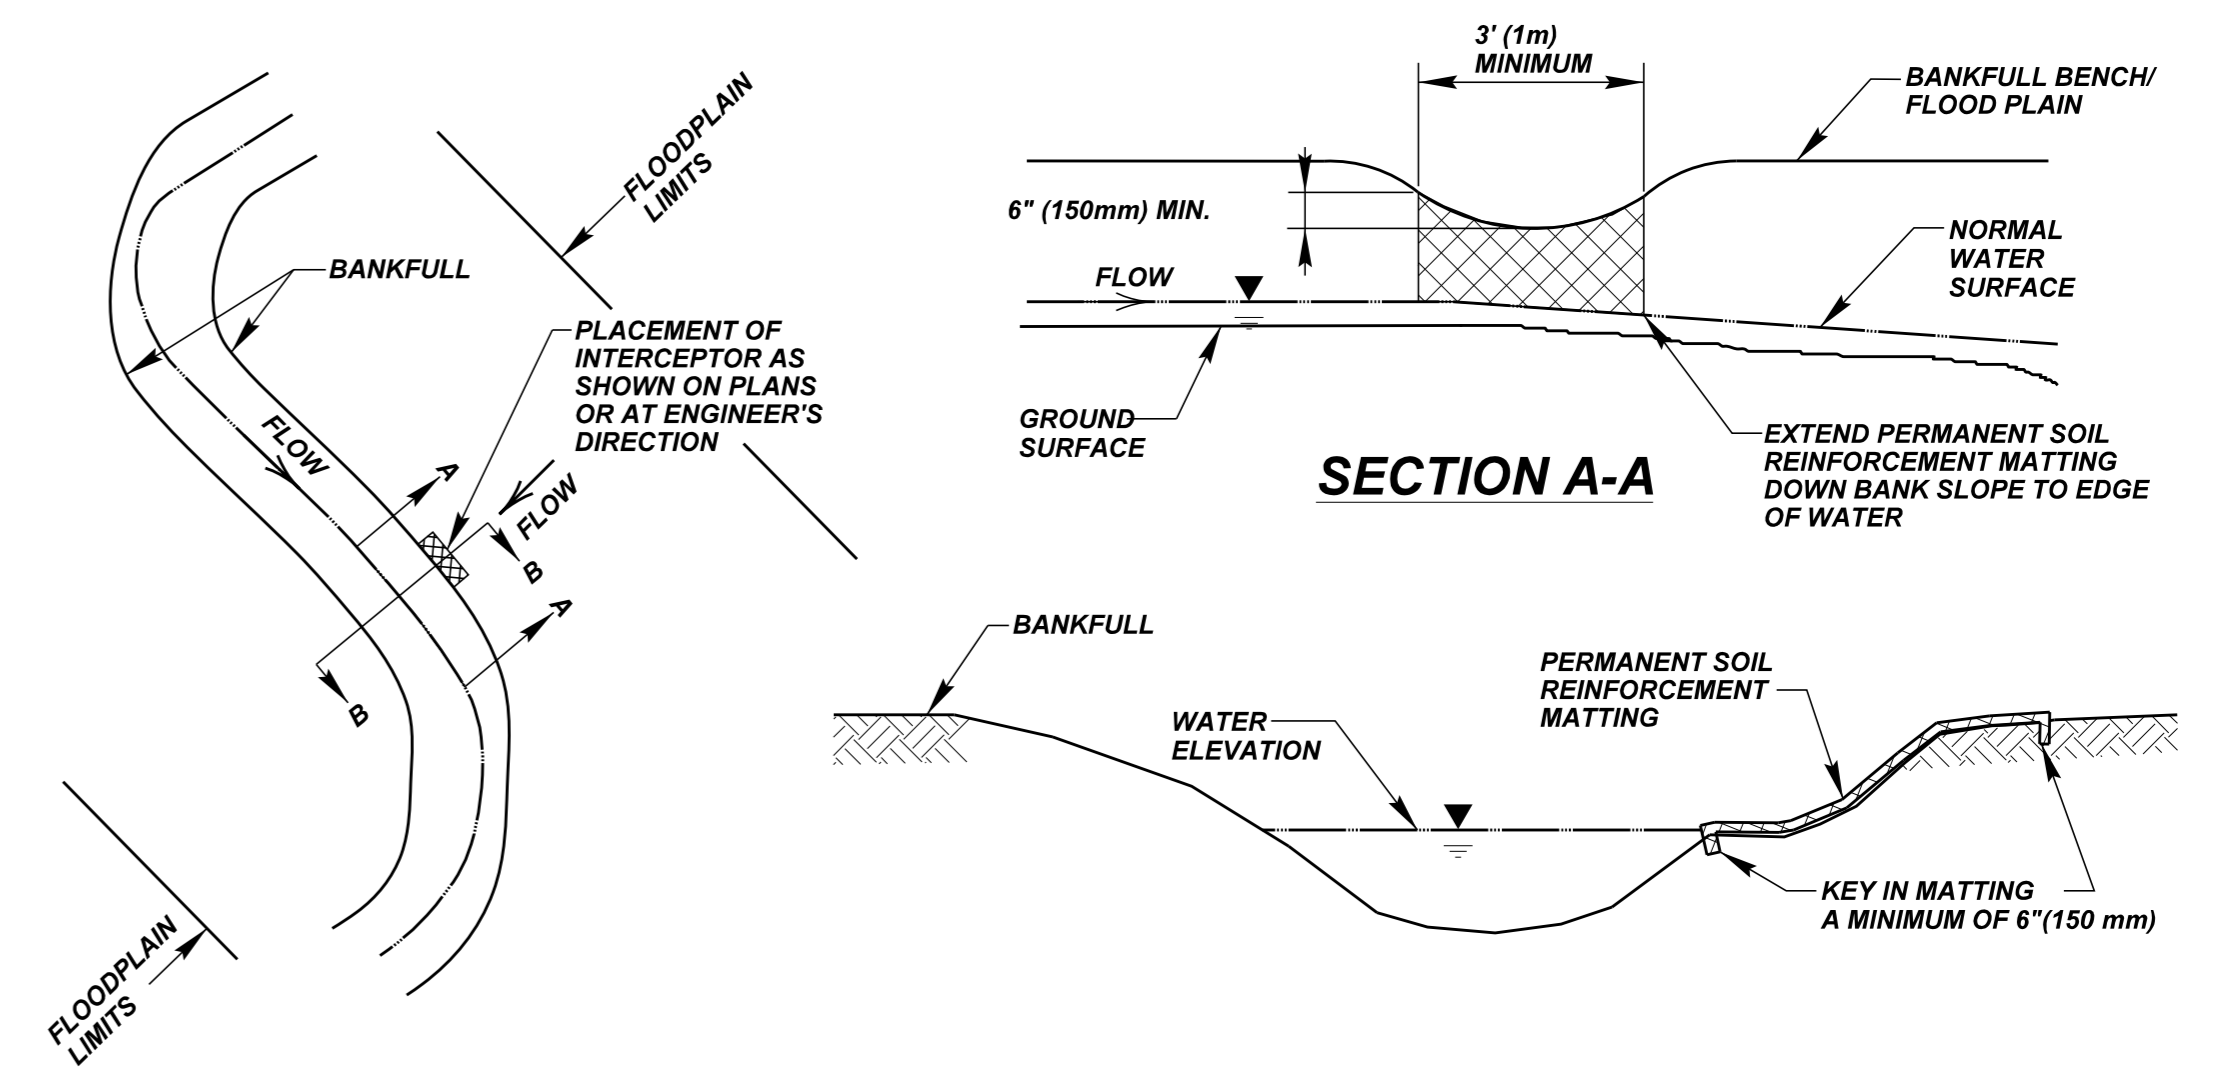 FLOODPLAIN
LIMITS
BANKFULL
PLACEMENT OF
INTERCEPTOR AS
SHOWN ON PLANS
OR AT ENGINEER'S
DIRECTION
FLOW
A
FLOW
B
A
B
FLOODPLAIN
LIMITS
3' (1m)
MINIMUM
BANKFULL BENCH/
FLOOD PLAIN
6" (150mm) MIN.
FLOW
NORMAL
WATER
SURFACE
GROUND
SURFACE
EXTEND PERMANENT SOIL
REINFORCEMENT MATTING
DOWN BANK SLOPE TO EDGE
OF WATER
SECTION A-A
BANKFULL
WATER
ELEVATION
PERMANENT SOIL
REINFORCEMENT
MATTING
KEY IN MATTING
A MINIMUM OF 6"(150 mm)